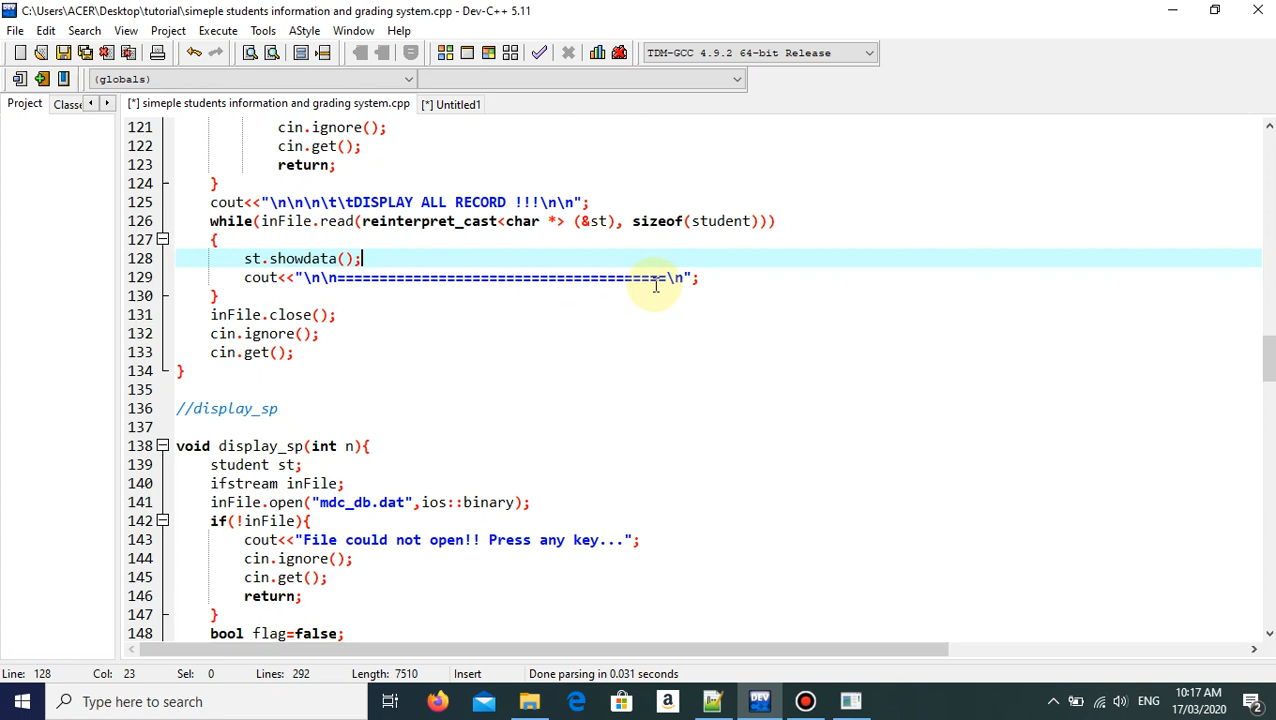 C:\Users\ACER\Desktop\tutorial\simeple students information and grading system.cpp - Dev-C++ 5.11
File Edit Search View Project Execute Tools AStyle Window Help
TDM-GCC 4.9.2 64-bit Release
(globals)
Project Classe [*] simeple students information and grading system.cpp [*] Untitled1
121 cin.ignore();
122 cin.get();
123 return;
124 }
125 cout<<"\n\n\n\t\tDISPLAY ALL RECORD !!!\n\n";
126 while(inFile.read(reinterpret_cast<char *> (&st), sizeof(student)))
127 {
128 st.showdata();
129 cout<<"\n\n=======================================\n";
130 }
131 inFile.close();
132 cin.ignore();
133 cin.get();
134 }
135
136 //display_sp
137
138 void display_sp(int n){
139 student st;
140 ifstream inFile;
141 inFile.open("mdc_db.dat",ios::binary);
142 if(!inFile){
143 cout<<"File could not open!! Press any key...";
144 cin.ignore();
145 cin.get();
146 return;
147 }
148 bool flag=false;
Line: 128 Col: 23 Sel: 0 Lines: 292 Length: 7510 Insert Done parsing in 0.031 seconds
Type here to search
ENG
10:17 AM
17/03/2020
2